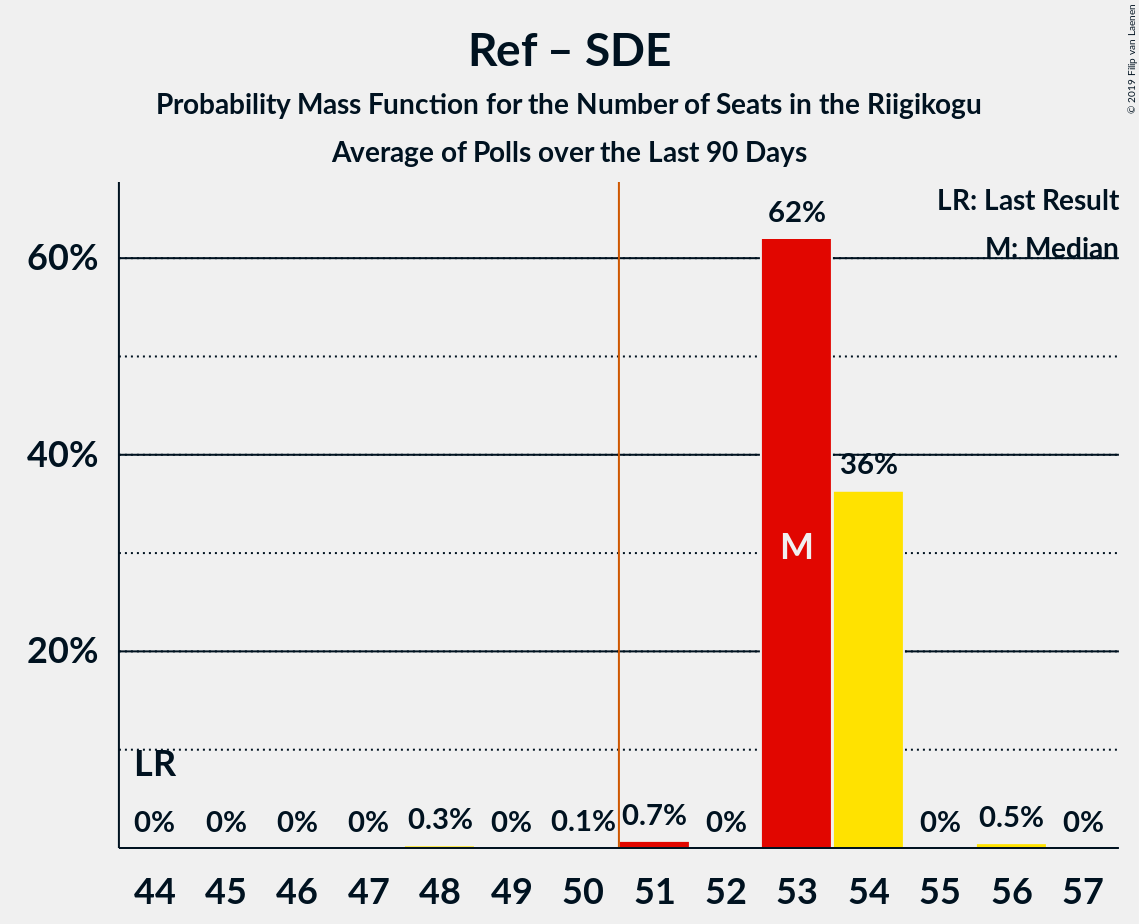 Ref – SDE
Probability Mass Function for the Number of Seats in the Riigikogu
Average of Polls over the Last 90 Days
© 2019 Filip van Laenen
LR: Last Result
M: Median
60%
40%
20%
62%
36%
M
LR
0% 0% 0% 0% 0.3% 0% 0.1% 0.7% 0% 0% 0.5% 0%
44 45 46 47 48 49 50 51 52 53 54 55 56 57